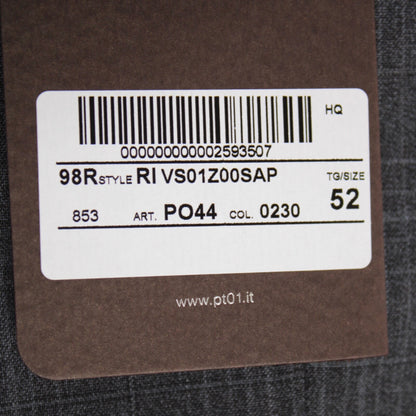 HQ
000000000002593507
98R STYLE RI VS01Z00SAP TG/SIZE
52
853 ART. PO44 COL. 0230
www.pt01.it